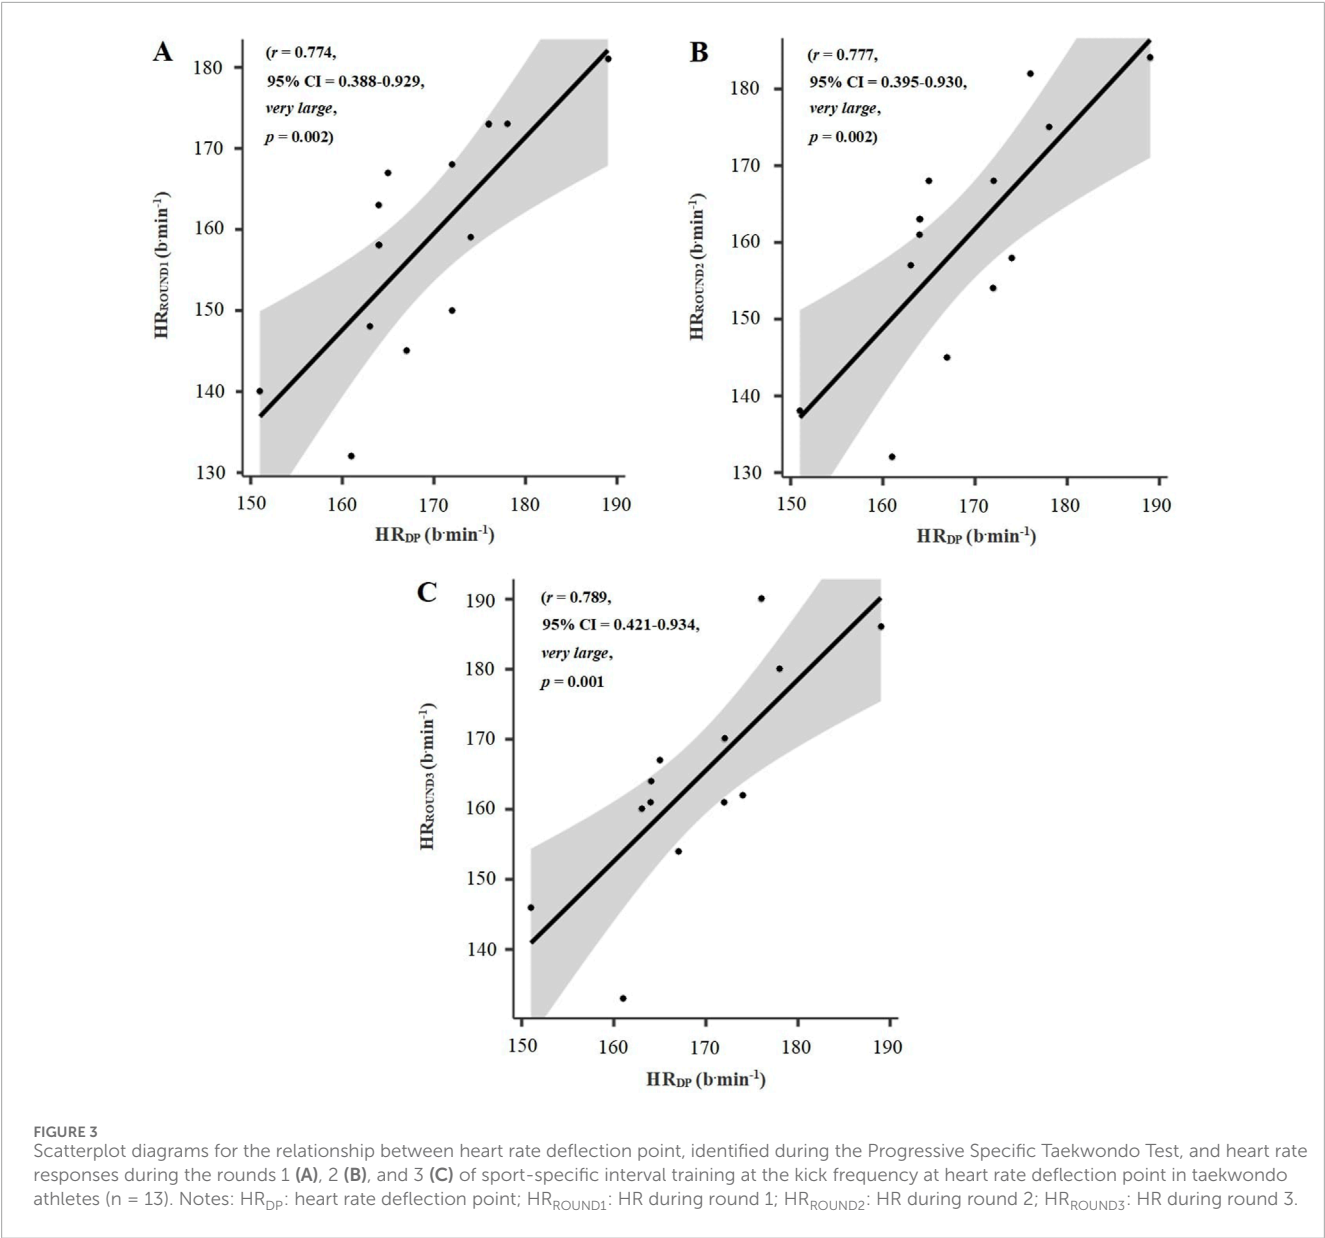 A
(r = 0.774,
95% CI = 0.388-0.929,
very large,
p = 0.002)
180
170
160
150
140
130
HRROUND1 (b·min-1)
150 160 170 180 190
HRDP (b·min-1)
B
(r = 0.777,
95% CI = 0.395-0.930,
very large,
p = 0.002)
180
170
160
150
140
130
HRROUND2 (b·min-1)
150 160 170 180 190
HRDP (b·min-1)
C
(r = 0.789,
95% CI = 0.421-0.934,
very large,
p = 0.001
190
180
170
160
150
140
HRROUND3 (b·min-1)
150 160 170 180 190
HRDP (b·min-1)
FIGURE 3
Scatterplot diagrams for the relationship between heart rate deflection point, identified during the Progressive Specific Taekwondo Test, and heart rate
responses during the rounds 1 (A), 2 (B), and 3 (C) of sport-specific interval training at the kick frequency at heart rate deflection point in taekwondo
athletes (n = 13). Notes: HRDP: heart rate deflection point; HRROUND1: HR during round 1; HRROUND2: HR during round 2; HRROUND3: HR during round 3.